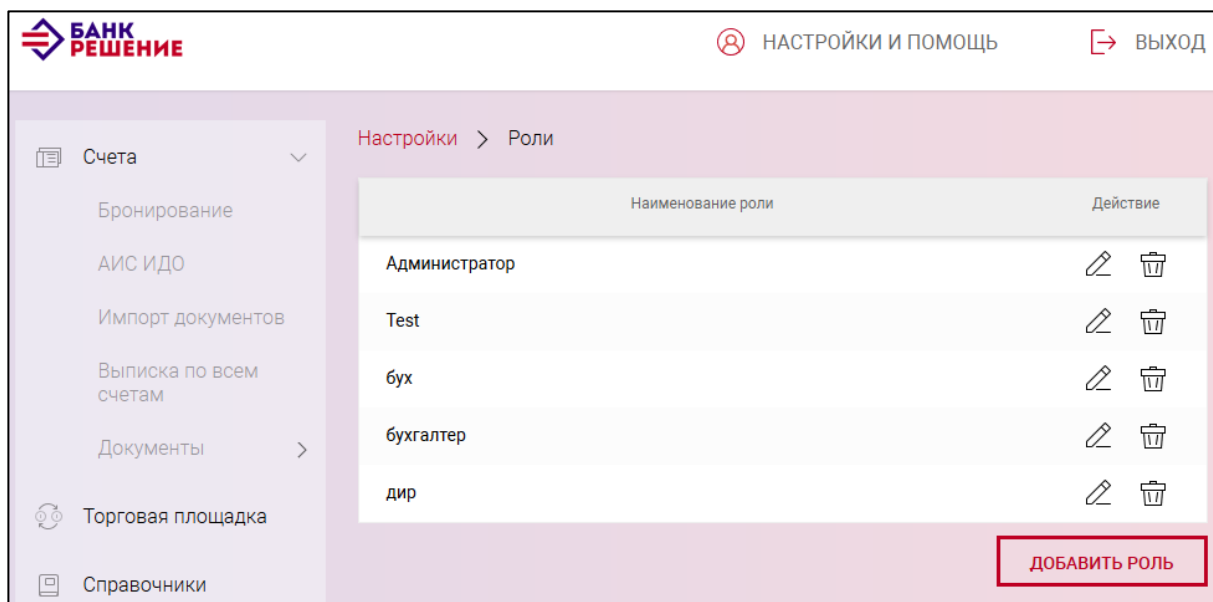 БАНК
РЕШЕНИЕ
НАСТРОЙКИ И ПОМОЩЬ
ВЫХОД
Счета
Бронирование
АИС ИДО
Импорт документов
Выписка по всем
счетам
Документы
Торговая площадка
Справочники
Настройки > Роли
Наименование роли
Действие
Администратор
Test
бух
бухгалтер
дир
ДОБАВИТЬ РОЛЬ